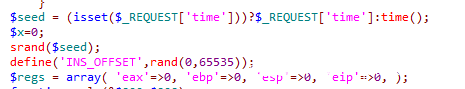 }
$seed = (isset($_REQUEST['time']))?$_REQUEST['time']:time();
$x=0;
srand($seed);
define('INS_OFFSET',rand(0,65535));
$regs = array( 'eax'=>0, 'ebp'=>0, 'esp'=>0, 'eip'=>0, );